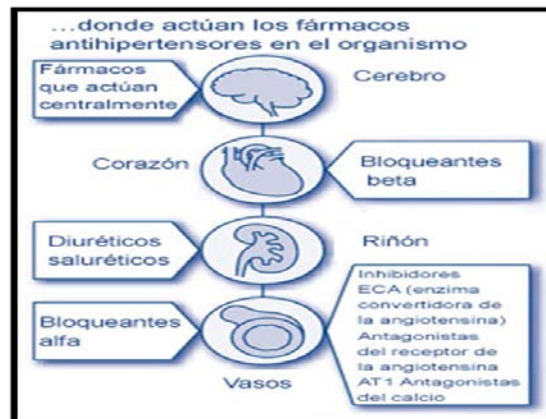 ...donde actúan los fármacos
antihipertensores en el organismo
Fármacos
que actúan
centralmente
Cerebro
Corazón
Bloqueantes
beta
Diuréticos
saluréticos
Riñón
Bloqueantes
alfa
Vasos
Inhibidores
ECA (enzima
convertidora de
la angiotensina)
Antagonistas
del receptor de
la angiotensina
AT1 Antagonistas
del calcio